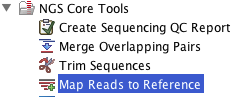 NGS Core Tools
Create Sequencing QC Report
Merge Overlapping Pairs
Trim Sequences
Map Reads to Reference